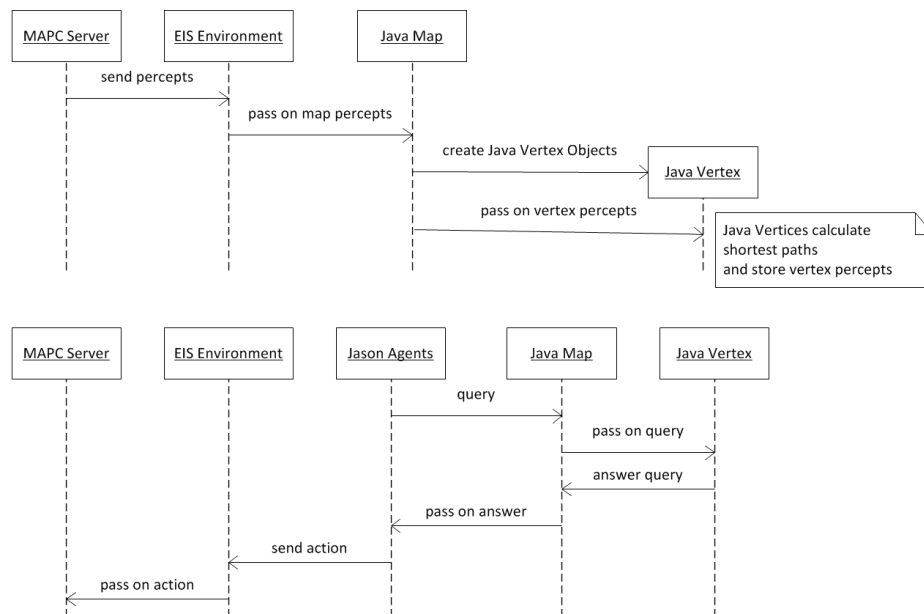 MAPC Server
EIS Environment
Java Map
send percepts
pass on map percepts
create Java Vertex Objects
Java Vertex
pass on vertex percepts
Java Vertices calculate
shortest paths
and store vertex percepts
MAPC Server
EIS Environment
Jason Agents
Java Map
Java Vertex
query
pass on query
answer query
pass on answer
send action
pass on action